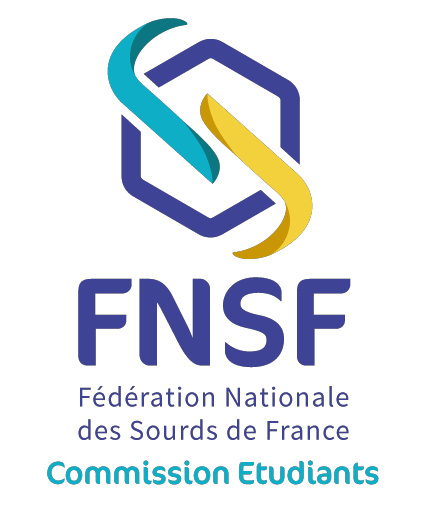 FNSF
Fédération Nationale
des Sourds de France
Commission Etudiants